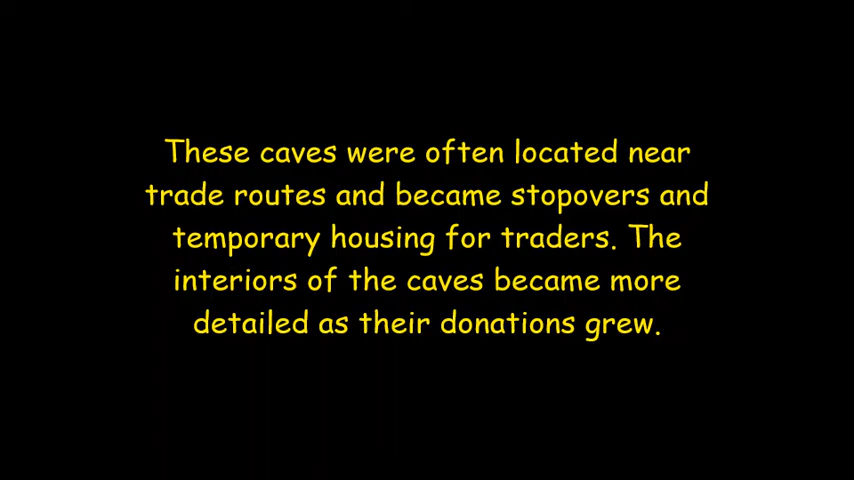 These caves were often located near
trade routes and became stopovers and
temporary housing for traders. The
interiors of the caves became more
detailed as their donations grew.